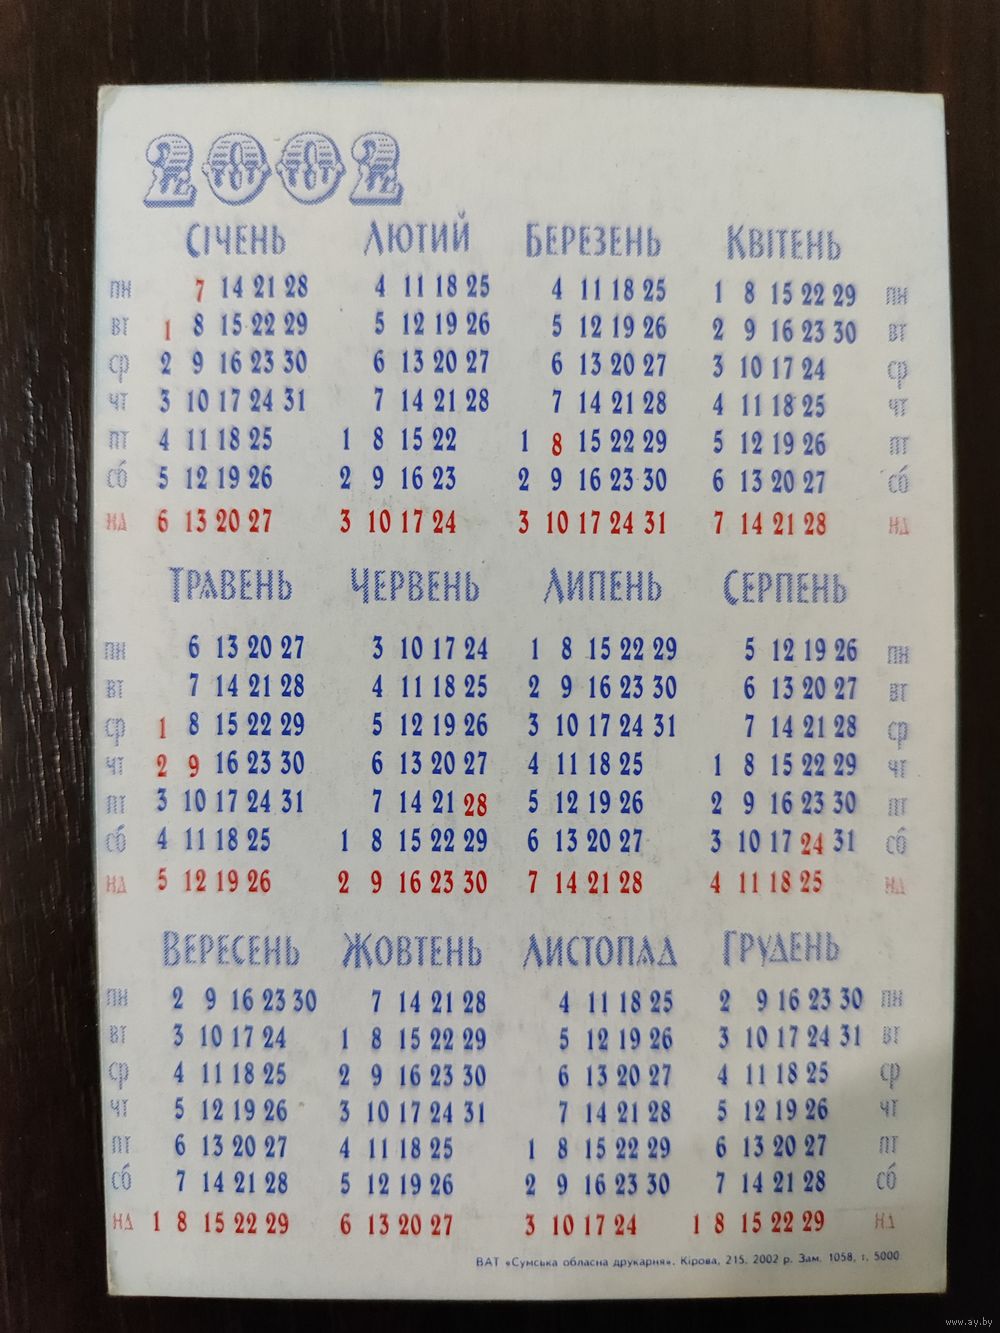 2002
СІЧЕНЬ ЛЮТИЙ БЕРЕЗЕНЬ КВІТЕНЬ
ПН 7 14 21 28 4 11 18 25 4 11 18 25 1 8 15 22 29 ПН
ВТ 1 8 15 22 29 5 12 19 26 5 12 19 26 2 9 16 23 30 ВТ
СР 2 9 16 23 30 6 13 20 27 6 13 20 27 3 10 17 24 СР
ЧТ 3 10 17 24 31 7 14 21 28 7 14 21 28 4 11 18 25 ЧТ
ПТ 4 11 18 25 1 8 15 22 1 8 15 22 29 5 12 19 26 ПТ
СБ 5 12 19 26 2 9 16 23 2 9 16 23 30 6 13 20 27 СБ
НД 6 13 20 27 3 10 17 24 3 10 17 24 31 7 14 21 28 НД
ТРАВЕНЬ ЧЕРВЕНЬ ЛИПЕНЬ СЕРПЕНЬ
ПН 6 13 20 27 3 10 17 24 1 8 15 22 29 5 12 19 26 ПН
ВТ 7 14 21 28 4 11 18 25 2 9 16 23 30 6 13 20 27 ВТ
СР 1 8 15 22 29 5 12 19 26 3 10 17 24 31 7 14 21 28 СР
ЧТ 2 9 16 23 30 6 13 20 27 4 11 18 25 1 8 15 22 29 ЧТ
ПТ 3 10 17 24 31 7 14 21 28 5 12 19 26 2 9 16 23 30 ПТ
СБ 4 11 18 25 1 8 15 22 29 6 13 20 27 3 10 17 24 31 СБ
НД 5 12 19 26 2 9 16 23 30 7 14 21 28 4 11 18 25 НД
ВЕРЕСЕНЬ ЖОВТЕНЬ ЛИСТОПАД ГРУДЕНЬ
ПН 2 9 16 23 30 7 14 21 28 4 11 18 25 2 9 16 23 30 ПН
ВТ 3 10 17 24 1 8 15 22 29 5 12 19 26 3 10 17 24 31 ВТ
СР 4 11 18 25 2 9 16 23 30 6 13 20 27 4 11 18 25 СР
ЧТ 5 12 19 26 3 10 17 24 31 7 14 21 28 5 12 19 26 ЧТ
ПТ 6 13 20 27 4 11 18 25 1 8 15 22 29 6 13 20 27 ПТ
СБ 7 14 21 28 5 12 19 26 2 9 16 23 30 7 14 21 28 СБ
НД 1 8 15 22 29 6 13 20 27 3 10 17 24 1 8 15 22 29 НД
ВАТ «Сумська обласна друкарня». Кірова, 215. 2002 р. Зам. 1058, т. 5000
www.ay.by